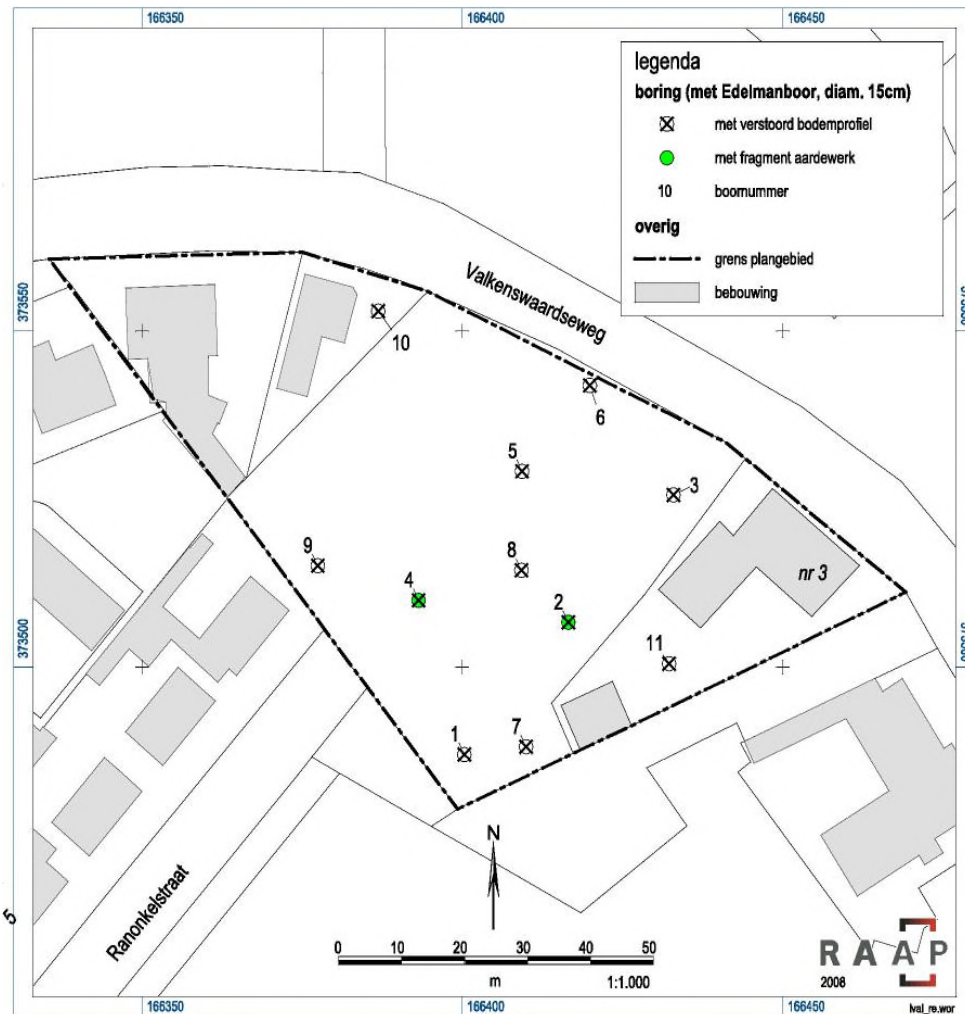 166350
166400
166450
legenda
boring (met Edelmanboor, diam. 15cm)
met verstoord bodemprofiel
met fragment aardewerk
10 boornummer
overig
grens plangebied
bebouwing
Valkenswaardseweg
373550
10
6
5
3
9
8
nr 3
4
2
373500
11
1
7
N
Ranonkelstraat
5
0 10 20 30 40 50
m
1:1.000
RAAP
2008
166350
166400
166450
lval_re.wor